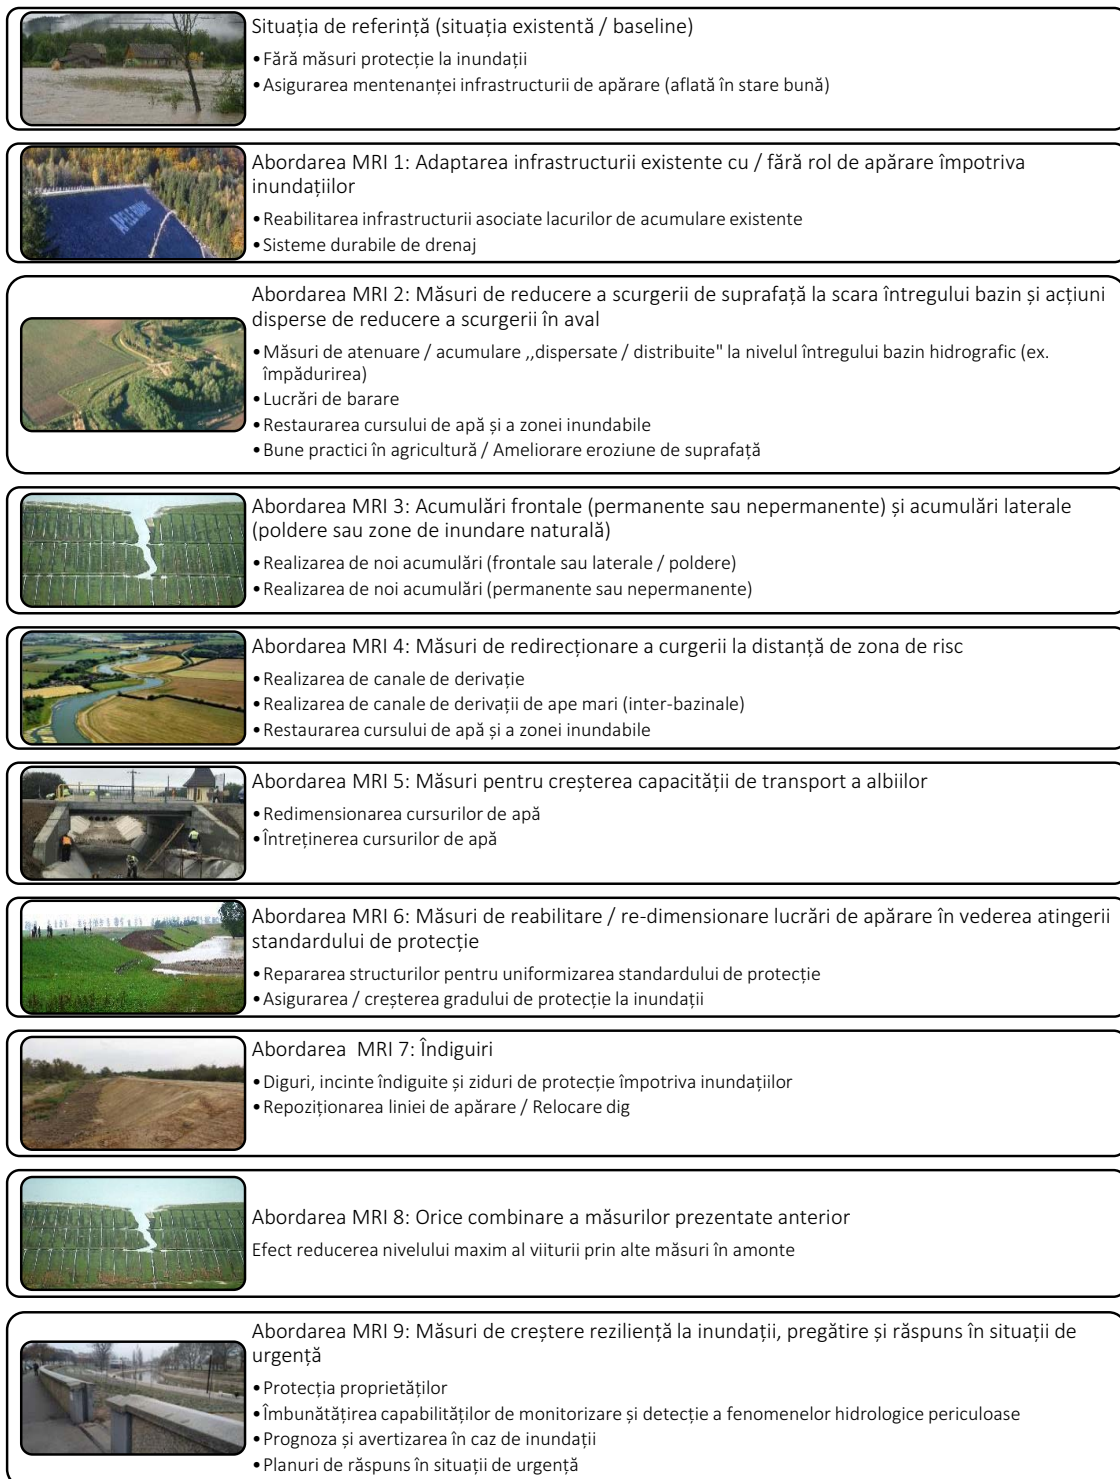 Situația de referință (situația existentă / baseline)
•Fără măsuri protecție la inundații
•Asigurarea mentenanței infrastructurii de apărare (aflată în stare bună)
Abordarea MRI 1: Adaptarea infrastructurii existente cu / fără rol de apărare împotriva
inundațiilor
•Reabilitarea infrastructurii asociate lacurilor de acumulare existente
•Sisteme durabile de drenaj
Abordarea MRI 2: Măsuri de reducere a scurgerii de suprafață la scara întregului bazin și acțiuni
disperse de reducere a scurgerii în aval
•Măsuri de atenuare / acumulare ,,dispersate / distribuite" la nivelul întregului bazin hidrografic (ex.
împădurirea)
•Lucrări de barare
•Restaurarea cursului de apă și a zonei inundabile
•Bune practici în agricultură / Ameliorare eroziune de suprafață
Abordarea MRI 3: Acumulări frontale (permanente sau nepermanente) și acumulări laterale
(poldere sau zone de inundare naturală)
•Realizarea de noi acumulări (frontale sau laterale / poldere)
•Realizarea de noi acumulări (permanente sau nepermanente)
Abordarea MRI 4: Măsuri de redirecționare a curgerii la distanță de zona de risc
•Realizarea de canale de derivație
•Realizarea de canale de derivații de ape mari (inter-bazinale)
•Restaurarea cursului de apă și a zonei inundabile
Abordarea MRI 5: Măsuri pentru creșterea capacității de transport a albiilor
•Redimensionarea cursurilor de apă
•Întreținerea cursurilor de apă
Abordarea MRI 6: Măsuri de reabilitare / re-dimensionare lucrări de apărare în vederea atingerii
standardului de protecție
•Repararea structurilor pentru uniformizarea standardului de protecție
•Asigurarea / creșterea gradului de protecție la inundații
Abordarea  MRI 7: Îndiguiri
•Diguri, incinte îndiguite și ziduri de protecție împotriva inundațiilor
•Repoziționarea liniei de apărare / Relocare dig
Abordarea MRI 8: Orice combinare a măsurilor prezentate anterior
Efect reducerea nivelului maxim al viiturii prin alte măsuri în amonte
Abordarea MRI 9: Măsuri de creștere reziliență la inundații, pregătire și răspuns în situații de
urgență
•Protecția proprietăților
•Îmbunătățirea capabilităților de monitorizare și detecție a fenomenelor hidrologice periculoase
•Prognoza și avertizarea în caz de inundații
•Planuri de răspuns în situații de urgență